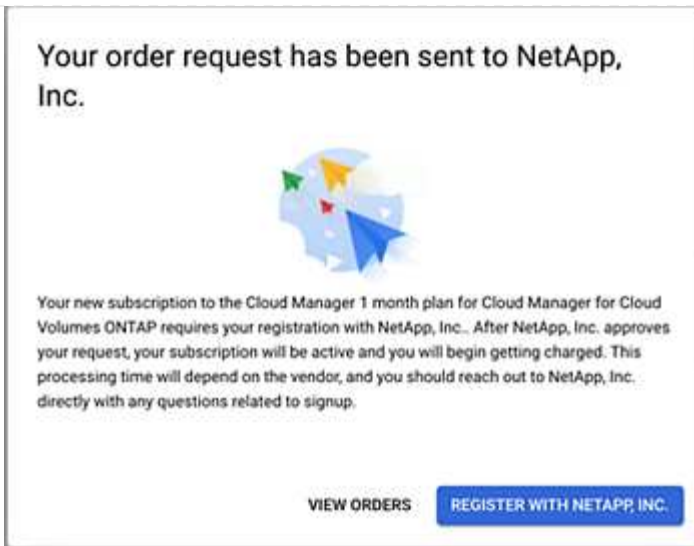 Your order request has been sent to NetApp,
Inc.
Your new subscription to the Cloud Manager 1 month plan for Cloud Manager for Cloud
Volumes ONTAP requires your registration with NetApp, Inc.. After NetApp, Inc. approves
your request, your subscription will be active and you will begin getting charged. This
processing time will depend on the vendor, and you should reach out to NetApp, Inc.
directly with any questions related to signup.
VIEW ORDERS
REGISTER WITH NETAPP, INC.